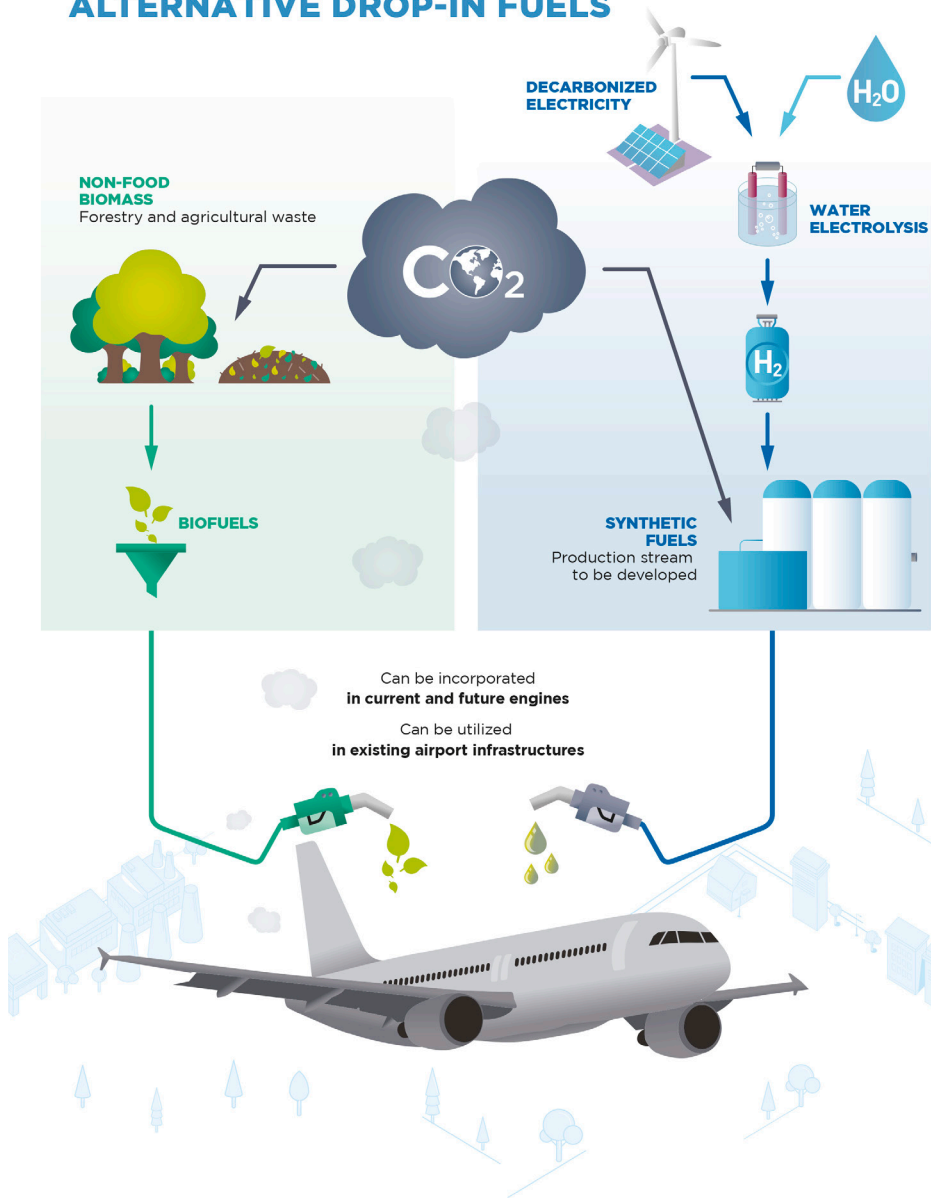 ALTERNATIVE DROP-IN FUELS
DECARBONIZED
ELECTRICITY
H₂O
NON-FOOD
BIOMASS
Forestry and agricultural waste
CO₂
WATER
ELECTROLYSIS
H₂
BIOFUELS
SYNTHETIC
FUELS
Production stream
to be developed
Can be incorporated
in current and future engines
Can be utilized
in existing airport infrastructures